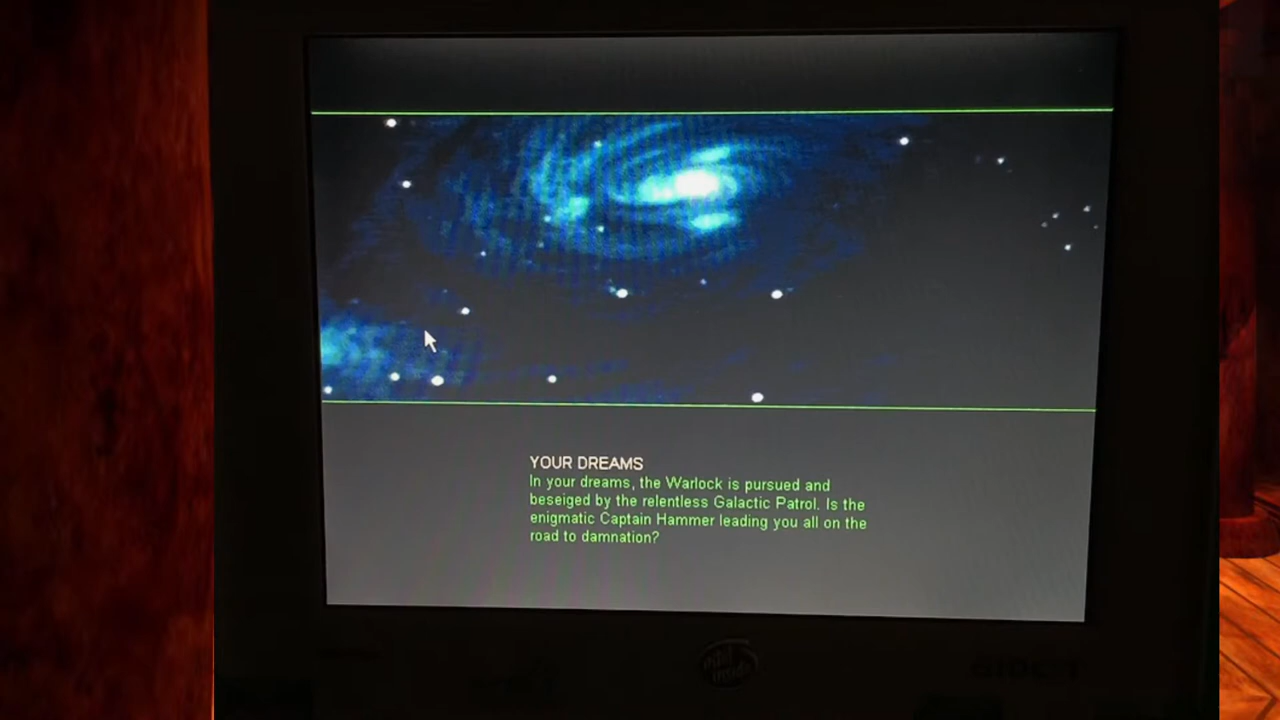 YOUR DREAMS
In your dreams, the Warlock is pursued and
beseiged by the relentless Galactic Patrol. Is the
enigmatic Captain Hammer leading you all on the
road to damnation?